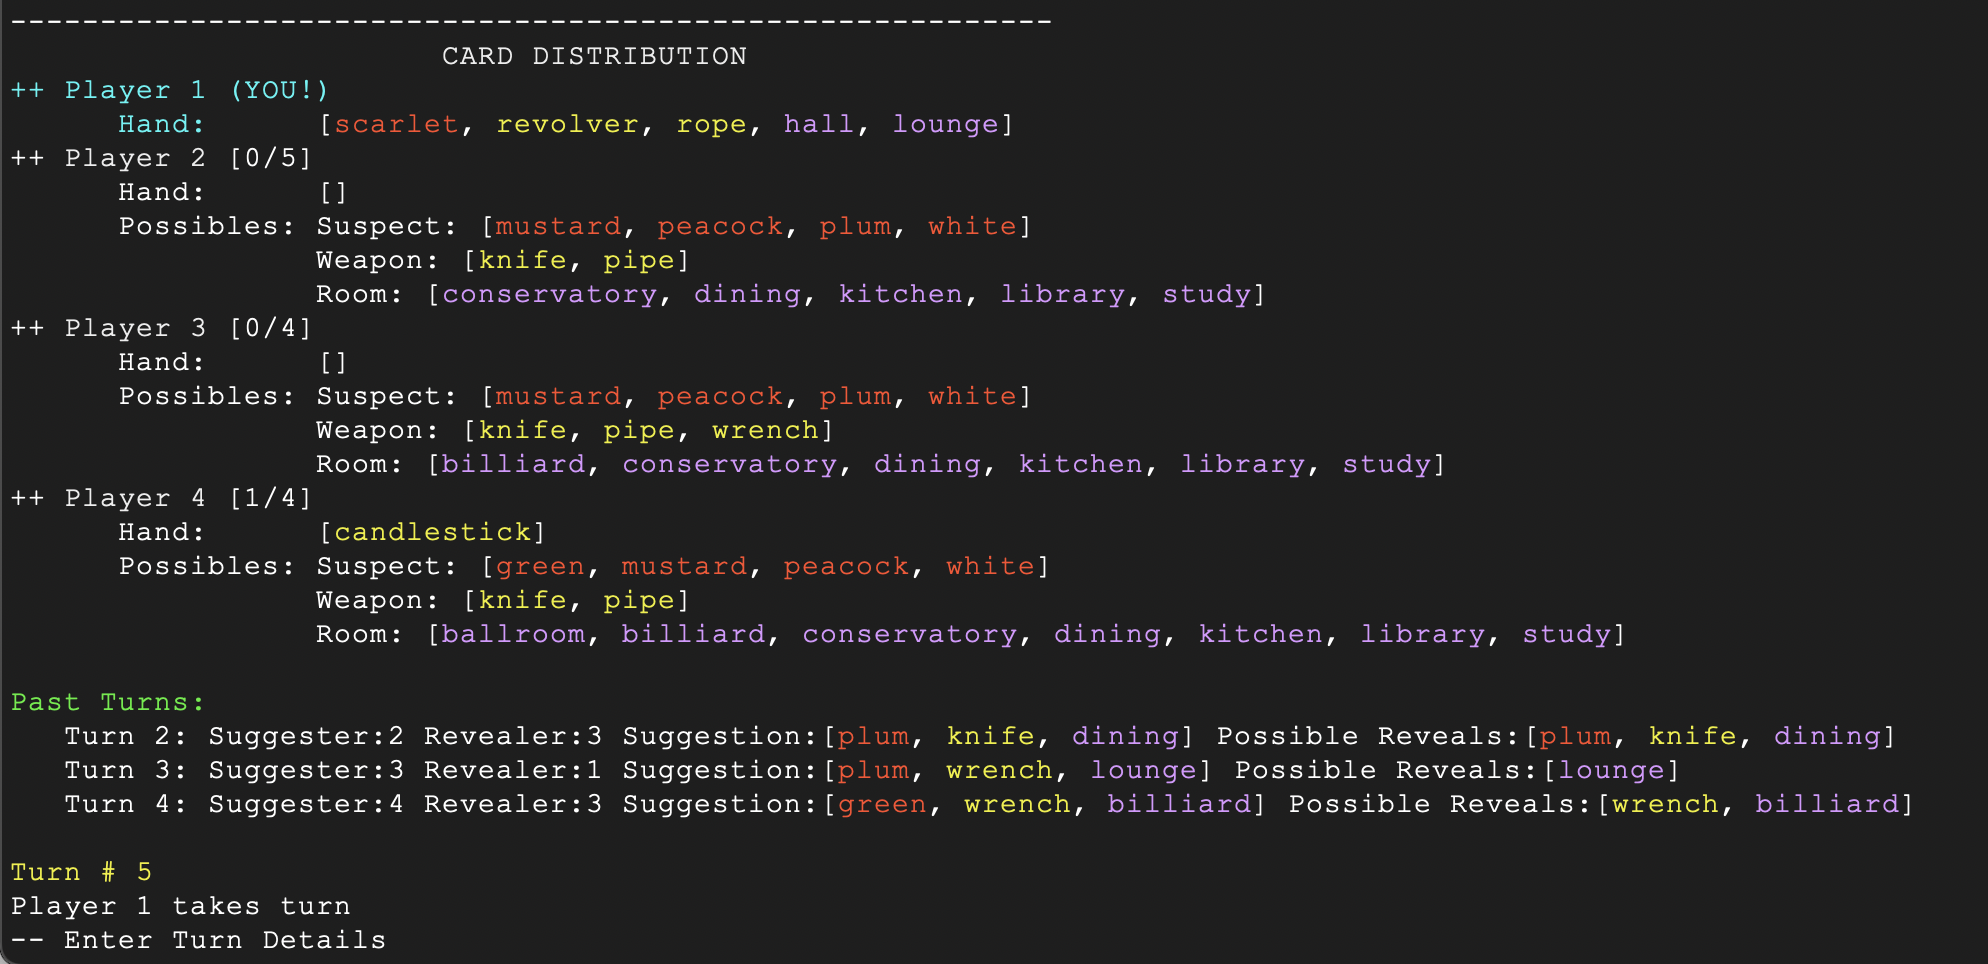 ----------------------------------------------------------
CARD DISTRIBUTION
++ Player 1 (YOU!)
Hand: [scarlet, revolver, rope, hall, lounge]
++ Player 2 [0/5]
Hand: []
Possibles: Suspect: [mustard, peacock, plum, white]
Weapon: [knife, pipe]
Room: [conservatory, dining, kitchen, library, study]
++ Player 3 [0/4]
Hand: []
Possibles: Suspect: [mustard, peacock, plum, white]
Weapon: [knife, pipe, wrench]
Room: [billiard, conservatory, dining, kitchen, library, study]
++ Player 4 [1/4]
Hand: [candlestick]
Possibles: Suspect: [green, mustard, peacock, white]
Weapon: [knife, pipe]
Room: [ballroom, billiard, conservatory, dining, kitchen, library, study]
Past Turns:
Turn 2: Suggester:2 Revealer:3 Suggestion:[plum, knife, dining] Possible Reveals:[plum, knife, dining]
Turn 3: Suggester:3 Revealer:1 Suggestion:[plum, wrench, lounge] Possible Reveals:[lounge]
Turn 4: Suggester:4 Revealer:3 Suggestion:[green, wrench, billiard] Possible Reveals:[wrench, billiard]
Turn # 5
Player 1 takes turn
-- Enter Turn Details